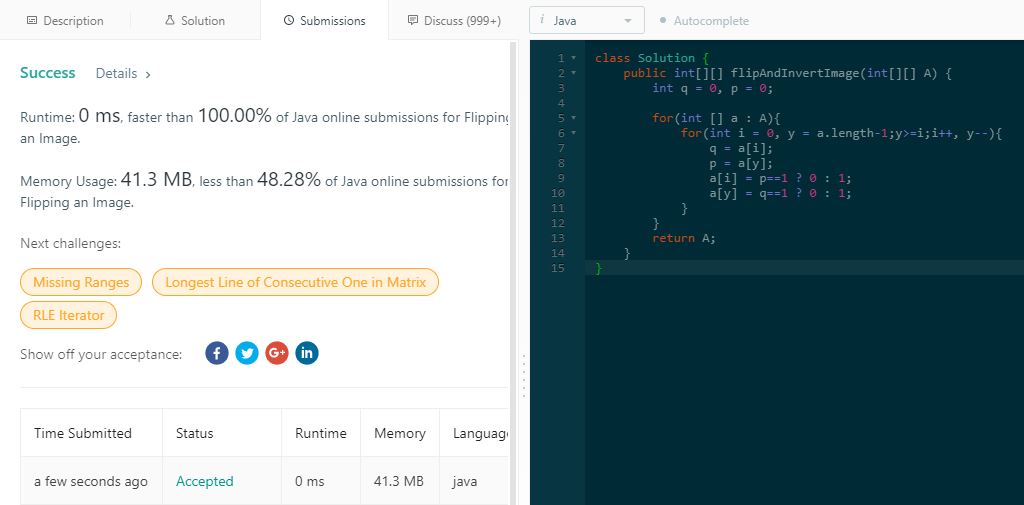 Description Solution Submissions Discuss (999+)
Success Details ›
Runtime: 0 ms, faster than 100.00% of Java online submissions for Flipping
an Image.
Memory Usage: 41.3 MB, less than 48.28% of Java online submissions for
Flipping an Image.
Next challenges:
Missing Ranges Longest Line of Consecutive One in Matrix
RLE Iterator
Show off your acceptance: f G+ in
Time Submitted Status Runtime Memory Language
a few seconds ago Accepted 0 ms 41.3 MB java
i Java Autocomplete
1 class Solution {
2 public int[][] flipAndInvertImage(int[][] A) {
3 int q = 0, p = 0;
4
5 for(int [] a : A){
6 for(int i = 0, y = a.length-1;y>=i;i++, y--){
7 q = a[i];
8 p = a[y];
9 a[i] = p==1 ? 0 : 1;
10 a[y] = q==1 ? 0 : 1;
11 }
12 }
13 return A;
14 }
15 }